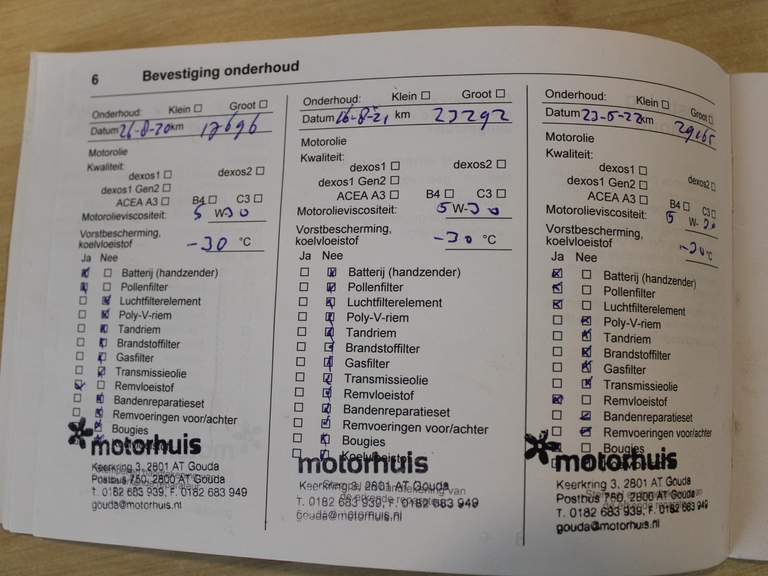 6 Bevestiging onderhoud
Onderhoud: Klein ☐ Groot ☐
Datum 26-8-20 km 17696
Motorolie
Kwaliteit:
dexos1 ☐ dexos2 ☐
dexos1 Gen2 ☐
ACEA A3 ☐ B4 ☐ C3 ☐
Motorolieviscositeit: 5 W30
Vorstbescherming,
koelvloeistof -30 °C
Ja Nee
Batterij (handzender)
Pollenfilter
Luchtfilterelement
Poly-V-riem
Tandriem
Brandstoffilter
Gasfilter
Transmissieolie
Remvloeistof
Bandenreparatieset
Remvoeringen voor/achter
Bougies
motorhuis
Keerkring 3, 2801 AT Gouda
Postbus 750, 2800 AT Gouda
T. 0182 683 939, F. 0182 683 949
gouda@motorhuis.nl
Onderhoud: Klein ☐ Groot ☐
Datum 16-8-21 km 23292
Motorolie
Kwaliteit:
dexos1 ☐ dexos2 ☐
dexos1 Gen2 ☐
ACEA A3 ☐ B4 ☐ C3 ☐
Motorolieviscositeit: 5 W-30
Vorstbescherming,
koelvloeistof -30 °C
Ja Nee
Batterij (handzender)
Pollenfilter
Luchtfilterelement
Poly-V-riem
Tandriem
Brandstoffilter
Gasfilter
Transmissieolie
Remvloeistof
Bandenreparatieset
Remvoeringen voor/achter
Bougies
Koelvloeistof
motorhuis
Keerkring 3, 2801 AT Gouda
T. 0182 683 939, F. 0182 683 949
gouda@motorhuis.nl
Onderhoud: Klein ☐ Groot ☐
Datum 23-5-22 km 29165
Motorolie
Kwaliteit:
dexos1 ☐ dexos2 ☐
dexos1 Gen2 ☐
ACEA A3 ☐ B4 ☐ C3 ☐
Motorolieviscositeit: 5 W-30
Vorstbescherming,
koelvloeistof -30 °C
Ja Nee
Batterij (handzender)
Pollenfilter
Luchtfilterelement
Poly-V-riem
Tandriem
Brandstoffilter
Gasfilter
Transmissieolie
Remvloeistof
Bandenreparatieset
Remvoeringen voor/achter
Bougies
motorhuis
Keerkring 3, 2801 AT Gouda
Postbus 750, 2800 AT Gouda
T. 0182 683 939, F. 0182 683 949
gouda@motorhuis.nl